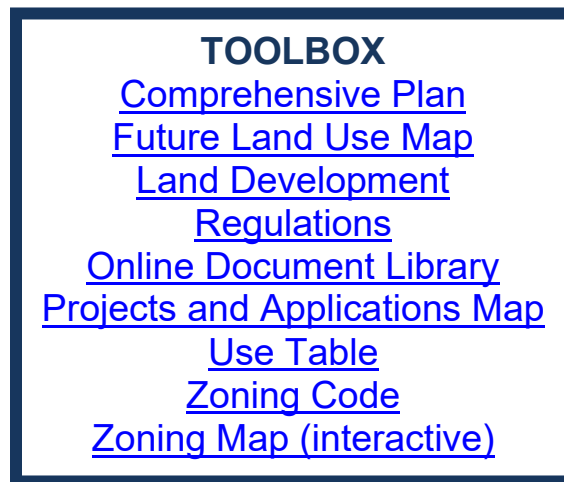 TOOLBOX
Comprehensive Plan
Future Land Use Map
Land Development
Regulations
Online Document Library
Projects and Applications Map
Use Table
Zoning Code
Zoning Map (interactive)